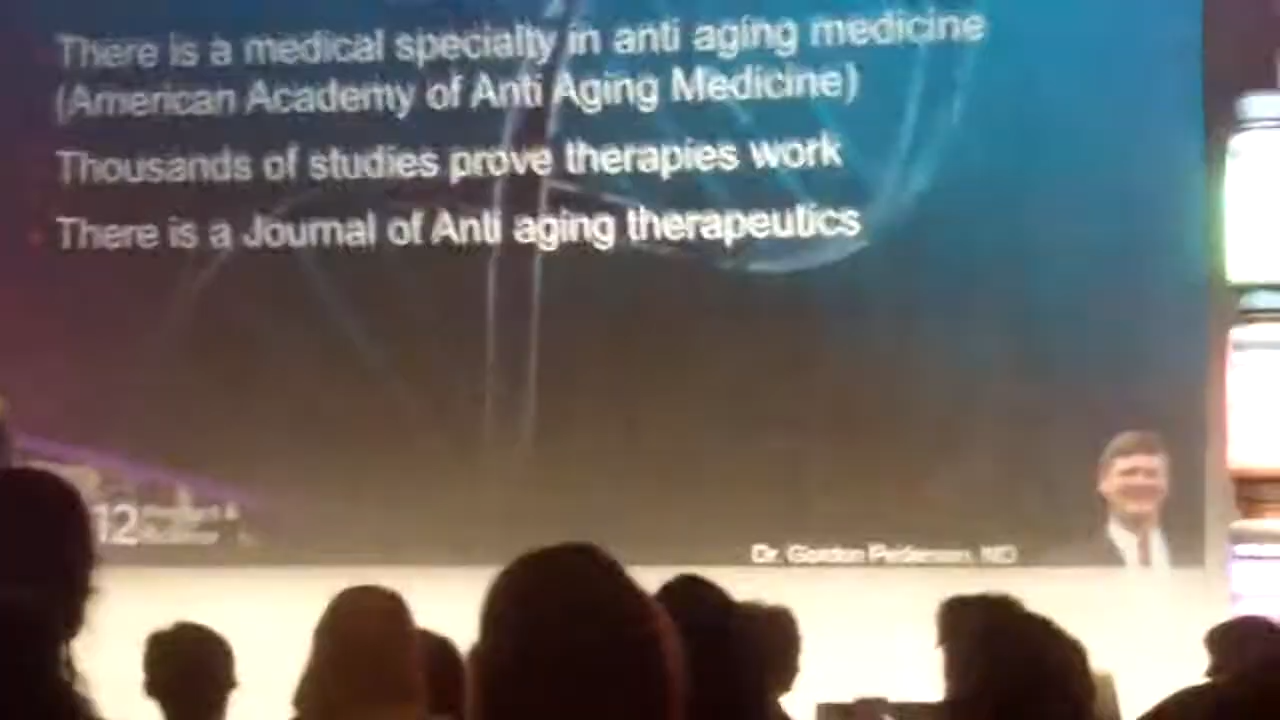 There is a medical specialty in anti aging medicine
(American Academy of Anti Aging Medicine)
Thousands of studies prove therapies work
There is a Journal of Anti aging therapeutics
12
Dr. Gordon Pedersen, MD